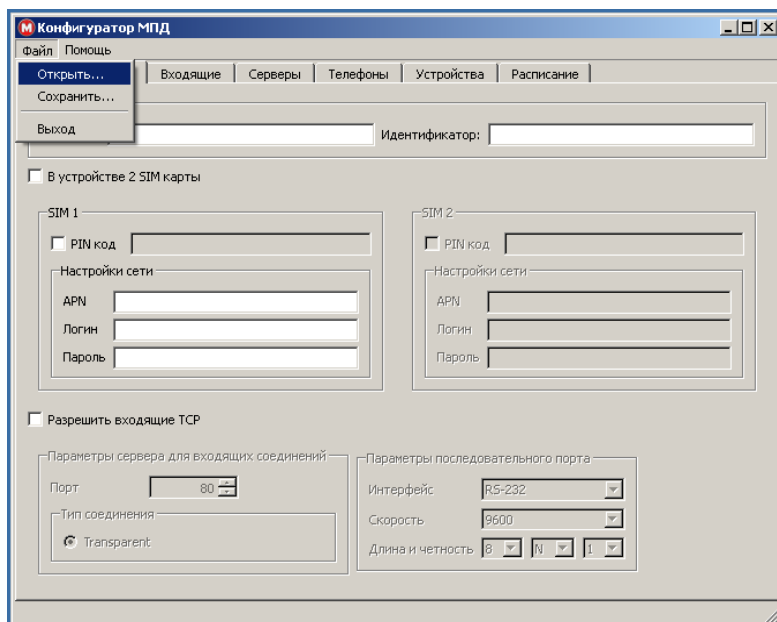 М Конфигуратор МПД
Файл Помощь
Открыть...
Сохранить...
Выход
Входящие Серверы Телефоны Устройства Расписание
Идентификатор:
В устройстве 2 SIM карты
SIM 1
PIN код
Настройки сети
APN
Логин
Пароль
SIM 2
PIN код
Настройки сети
APN
Логин
Пароль
Разрешить входящие TCP
Параметры сервера для входящих соединений
Порт 80
Тип соединения
Transparent
Параметры последовательного порта
Интерфейс RS-232
Скорость 9600
Длина и четность 8 N 1